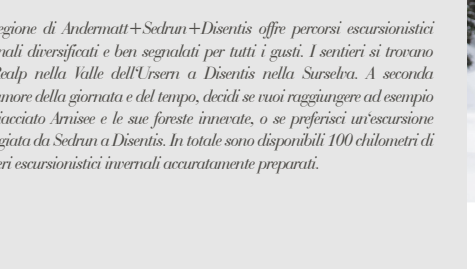 egione di Andermatt+Sedrun+Disentis offre percorsi escursionistici
nali diversificati e ben segnalati per tutti i gusti. I sentieri si trovano
Realp nella Valle dell'Ursern a Disentis nella Surselva. A seconda
umore della giornata e del tempo, decidi se vuoi raggiungere ad esempio
iacciato Arnisee e le sue foreste innevate, o se preferisci un'escursione
giata da Sedrun a Disentis. In totale sono disponibili 100 chilometri di
eri escursionistici invernali accuratamente preparati.